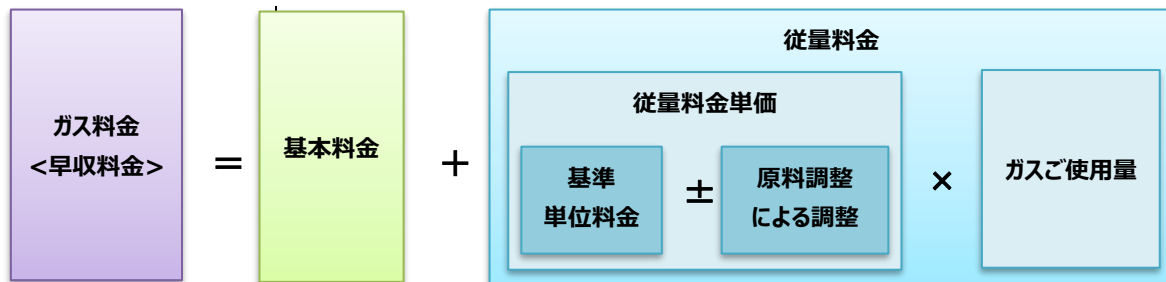 ガス料金
<早収料金>
＝
基本料金
＋
従量料金
従量料金単価
基準
単位料金
±
原料調整
による調整
×
ガスご使用量